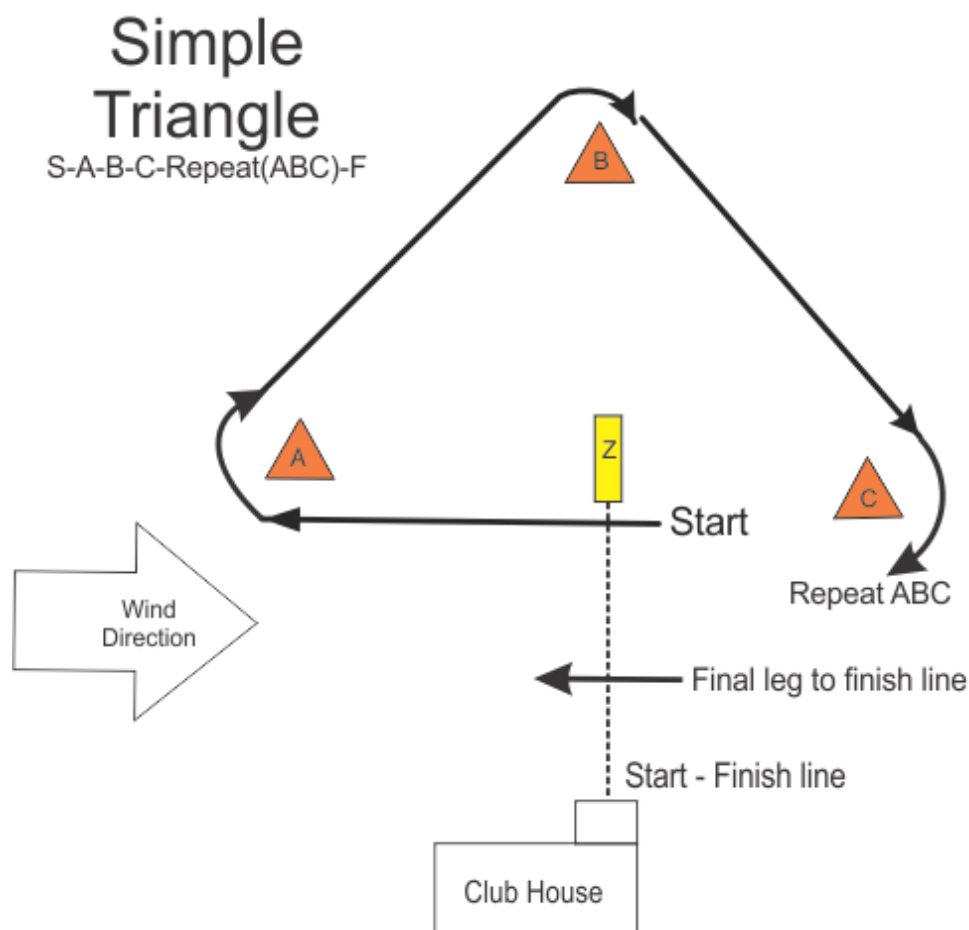 Simple
Triangle
S-A-B-C-Repeat(ABC)-F
B
A
Z
C
Start
Repeat ABC
Wind
Direction
Final leg to finish line
Start - Finish line
Club House